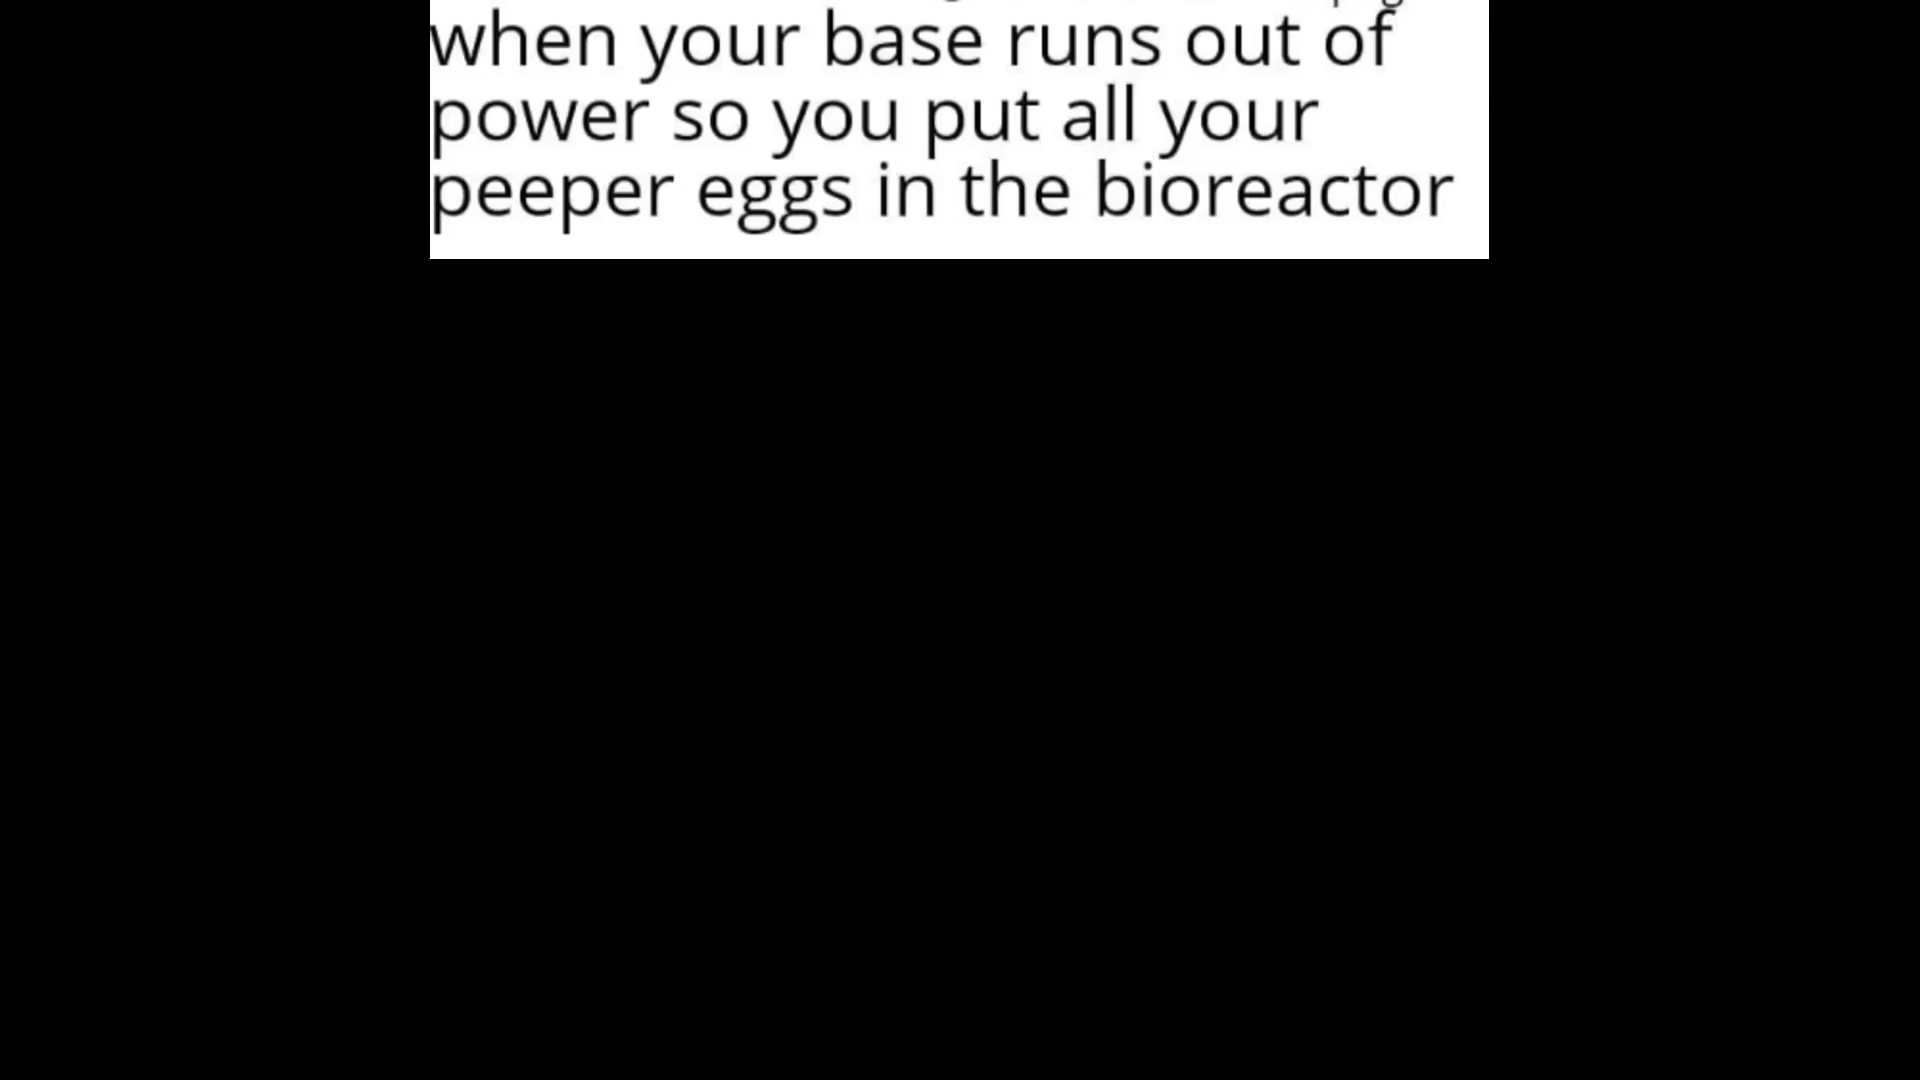 when your base runs out of
power so you put all your
peeper eggs in the bioreactor